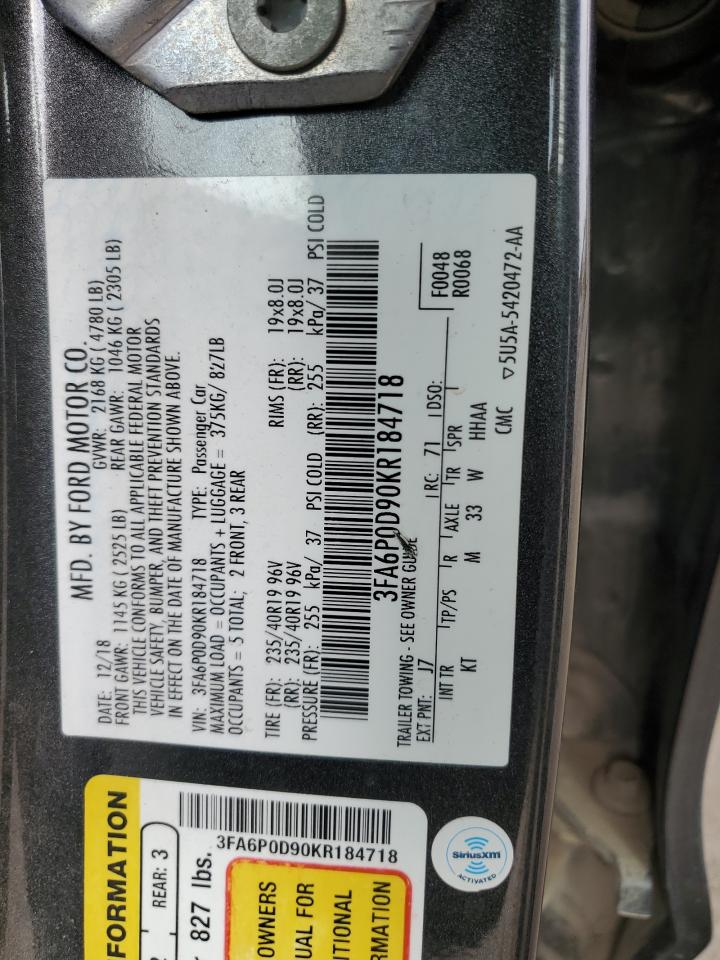 MFD. BY FORD MOTOR CO.
DATE: 12/18 GVWR: 2168 KG ( 4780 LB)
FRONT GAWR: 1145 KG ( 2525 LB) REAR GAWR: 1046 KG ( 2305 LB)
THIS VEHICLE CONFORMS TO ALL APPLICABLE FEDERAL MOTOR
VEHICLE SAFETY, BUMPER, AND THEFT PREVENTION STANDARDS
IN EFFECT ON THE DATE OF MANUFACTURE SHOWN ABOVE.
VIN: 3FA6P0D90KR184718 TYPE: Passenger Car
MAXIMUM LOAD = OCCUPANTS + LUGGAGE = 375KG/ 827LB
OCCUPANTS = 5 TOTAL; 2 FRONT, 3 REAR
TIRE (FR): 235/40R19 96V RIMS (FR): 19x8.0J
(RR): 235/40R19 96V (RR): 19x8.0J
PRESSURE (FR): 255 kPa/ 37 PSI COLD (RR): 255 kPa/ 37 PSI COLD
3FA6P0D90KR184718
TRAILER TOWING - SEE OWNER GUIDE
EXT PNT: J7 RC: 71 DSO: F0048
R0068
INT TR TP/PS R AXLE TR SPR
KT M 33 W HHAA
CMC ▽5U5A-5420472-AA
FORMATION
REAR: 3
827 lbs.
3FA6P0D90KR184718
OWNERS
UAL FOR
ITIONAL
RMATION
SiriusXM
ACTIVATED